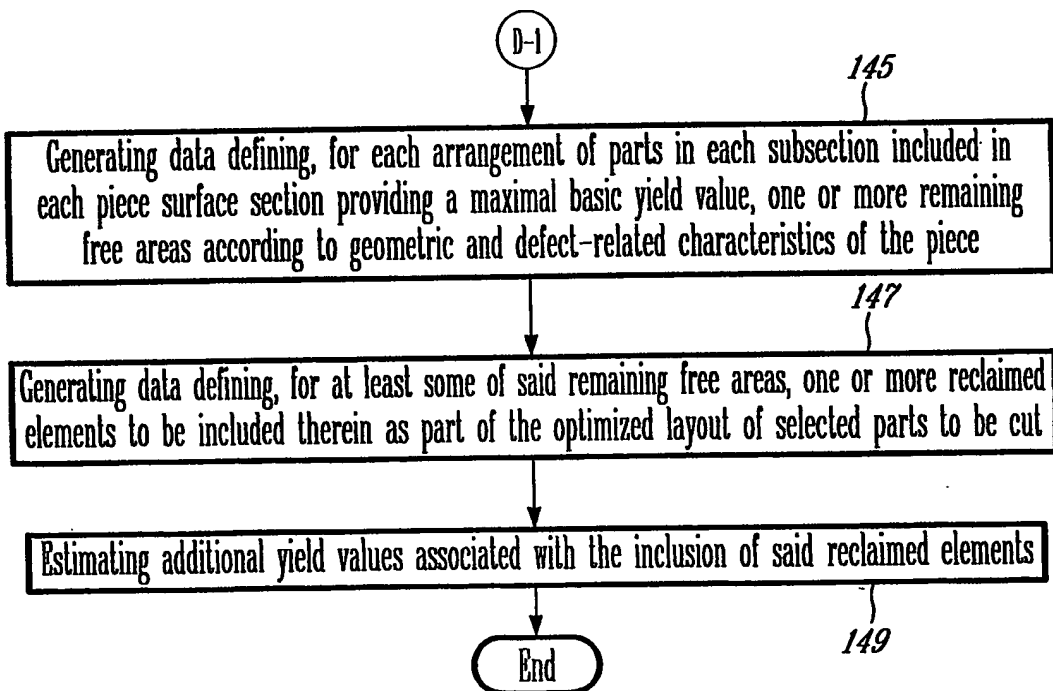 D-1
145
Generating data defining, for each arrangement of parts in each subsection included in
each piece surface section providing a maximal basic yield value, one or more remaining
free areas according to geometric and defect-related characteristics of the piece
147
Generating data defining, for at least some of said remaining free areas, one or more reclaimed
elements to be included therein as part of the optimized layout of selected parts to be cut
Estimating additional yield values associated with the inclusion of said reclaimed elements
149
End